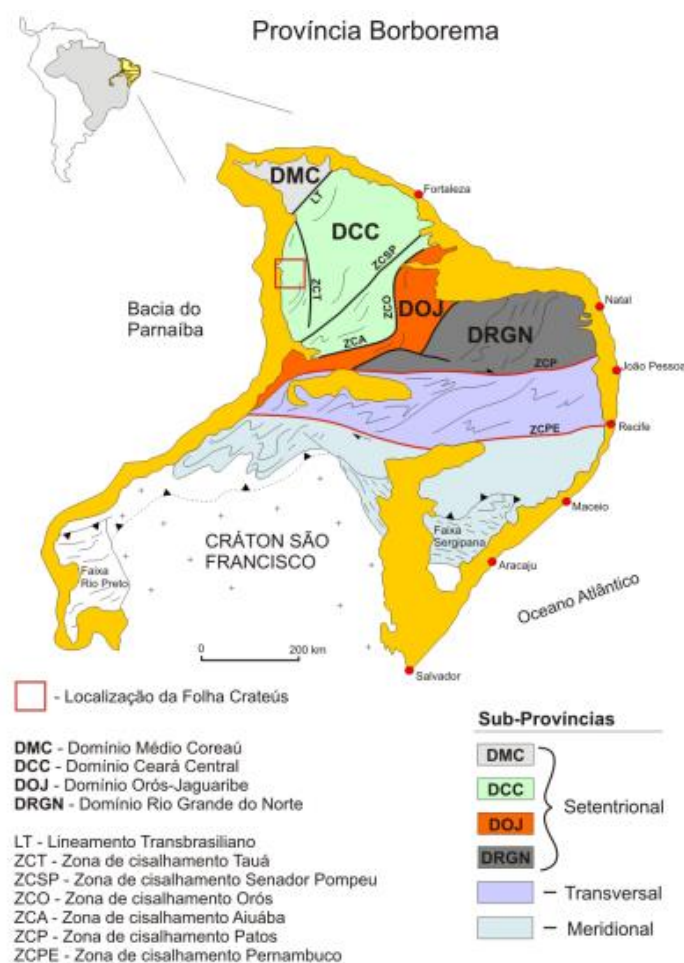 Província Borborema
DMC
LT
Fortaleza
DCC
ZCSP
ZCT
ZCO
DOJ
Bacia do
Parnaíba
Natal
DRGN
ZCA
ZCP
João Pessoa
ZCPE
Recife
Maceio
Faixa
Sergipana
CRÁTON SÃO
FRANCISCO
Faixa
Rio Preto
Aracaju
Oceano Atlântico
0
200 km
Salvador
- Localização da Folha Crateús
DMC - Domínio Médio Coreaú
DCC - Domínio Ceará Central
DOJ - Domínio Orós-Jaguaribe
DRGN - Domínio Rio Grande do Norte
LT - Lineamento Transbrasiliano
ZCT - Zona de cisalhamento Tauá
ZCSP - Zona de cisalhamento Senador Pompeu
ZCO - Zona de cisalhamento Orós
ZCA - Zona de cisalhamento Aiuába
ZCP - Zona de cisalhamento Patos
ZCPE - Zona de cisalhamento Pernambuco
Sub-Províncias
DMC
DCC
DOJ
DRGN
Setentrional
- Transversal
- Meridional